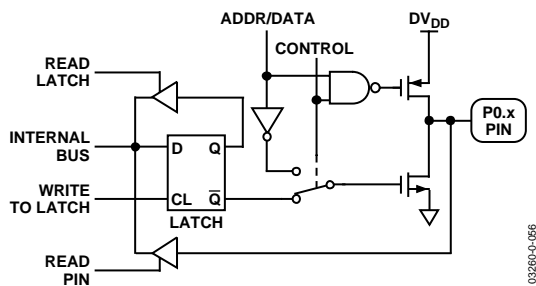 ADDR/DATA
DVDD
CONTROL
READ
LATCH
P0.x
PIN
INTERNAL
BUS
D Q
WRITE
TO LATCH
CL Q̅
LATCH
READ
PIN
03260-0-056